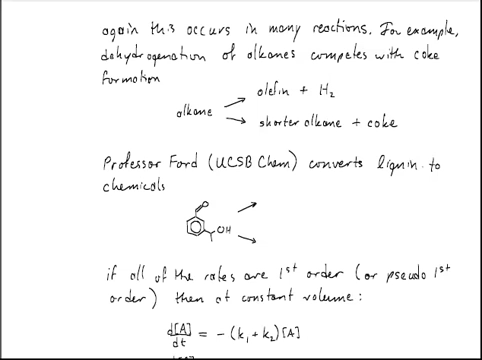 again this occurs in many reactions. For example,
dehydrogenation of alkanes competes with coke
formation
olefin + H2
alkane
shorter alkane + coke
Professor Ford (UCSB Chem) converts lignin to
chemicals
OH
if all of the rates are 1st order (or pseudo 1st
order) then at constant volume:
d[A]/dt = -(k1 + k2)[A]